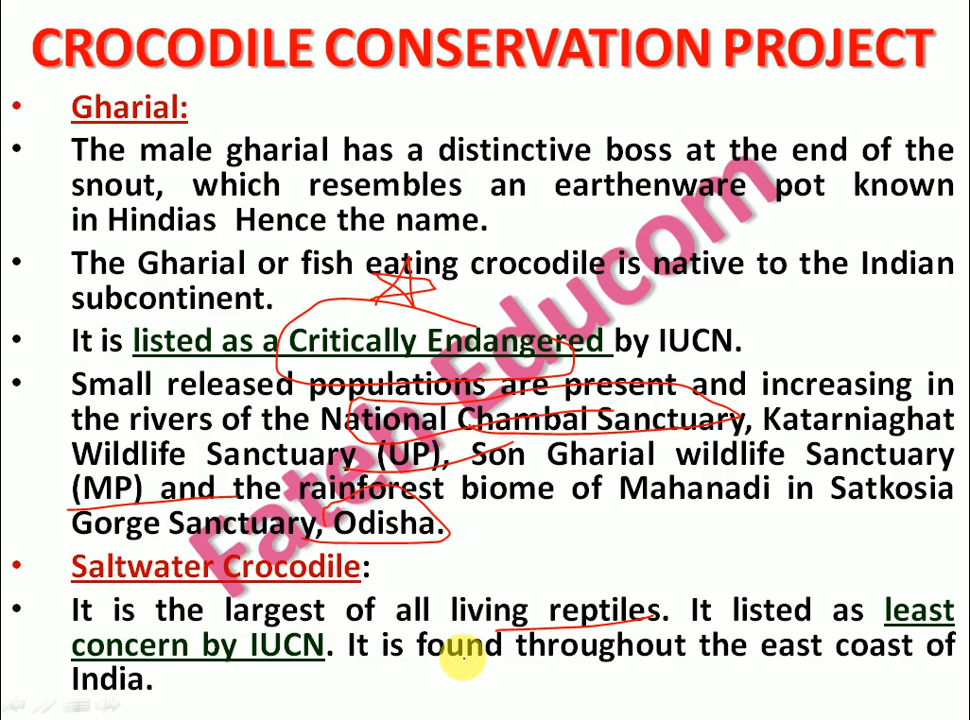 CROCODILE CONSERVATION PROJECT
• Gharial:
• The male gharial has a distinctive boss at the end of the
snout, which resembles an earthenware pot known
in Hindias Hence the name.
• The Gharial or fish eating crocodile is native to the Indian
subcontinent.
• It is listed as a Critically Endangered by IUCN.
• Small released populations are present and increasing in
the rivers of the National Chambal Sanctuary, Katarniaghat
Wildlife Sanctuary (UP), Son Gharial wildlife Sanctuary
(MP) and the rainforest biome of Mahanadi in Satkosia
Gorge Sanctuary, Odisha.
• Saltwater Crocodile:
• It is the largest of all living reptiles. It listed as least
concern by IUCN. It is found throughout the east coast of
India.
Fateh Educom